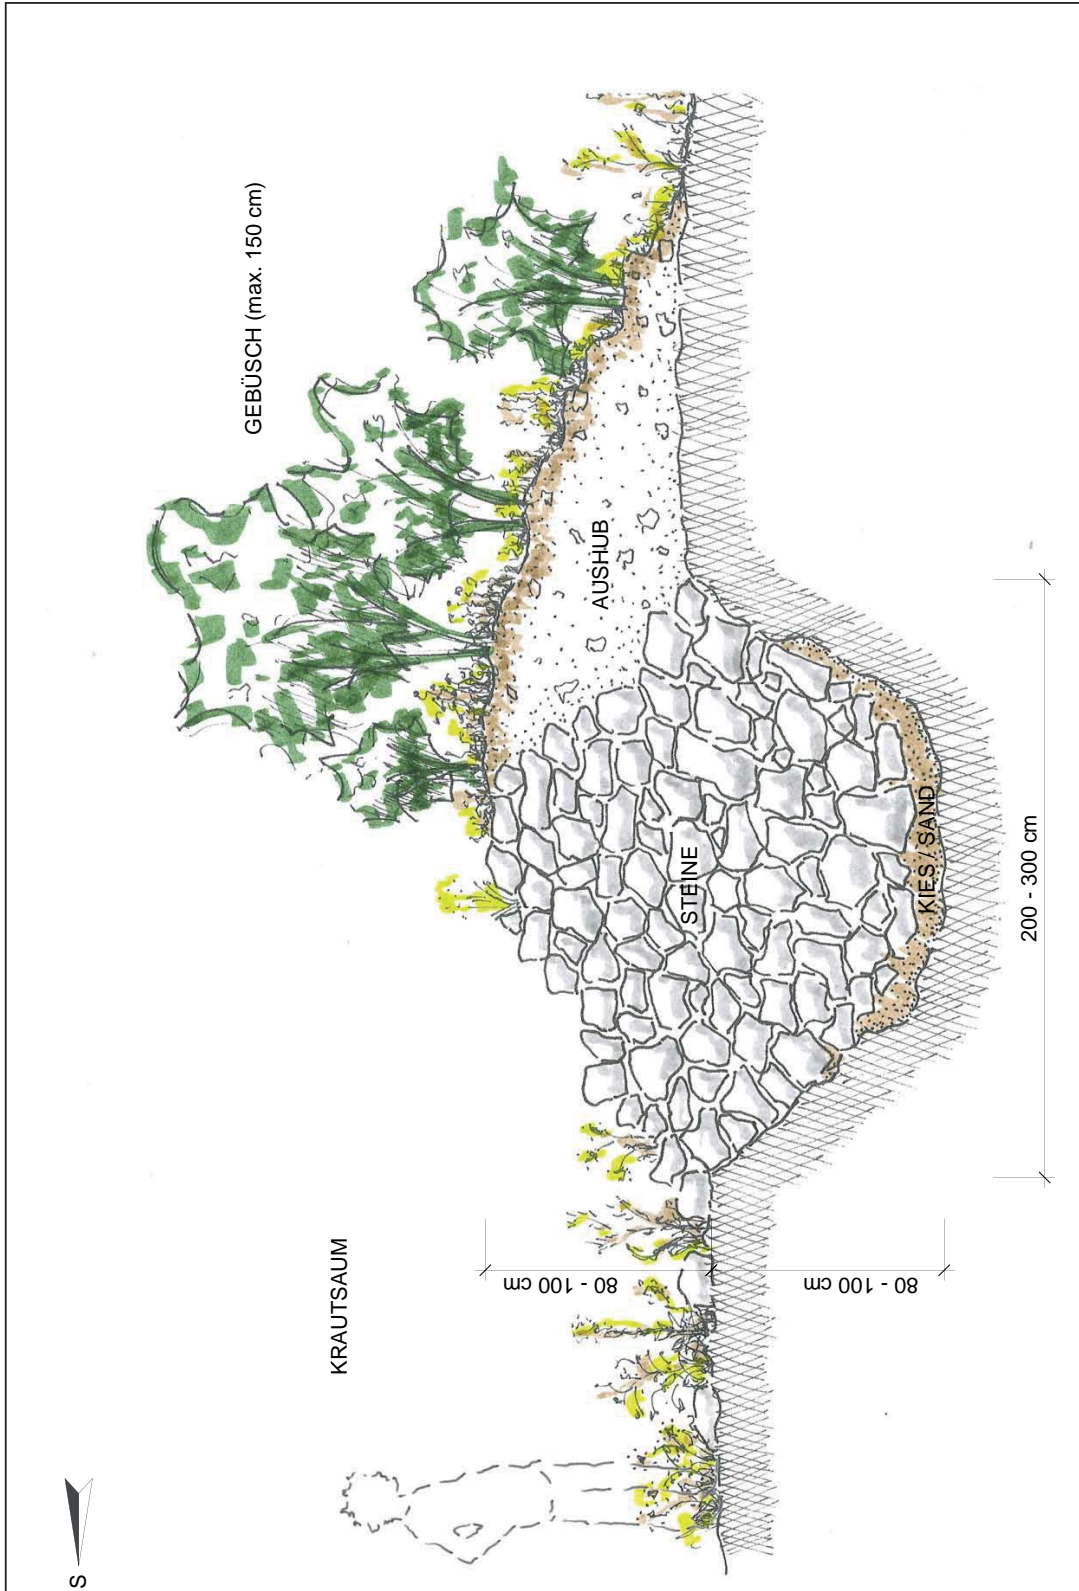 S
KRAUTSAUM
GEBÜSCH (max. 150 cm)
AUSHUB
STEINE
KIES / SAND
80 - 100 cm
80 - 100 cm
200 - 300 cm